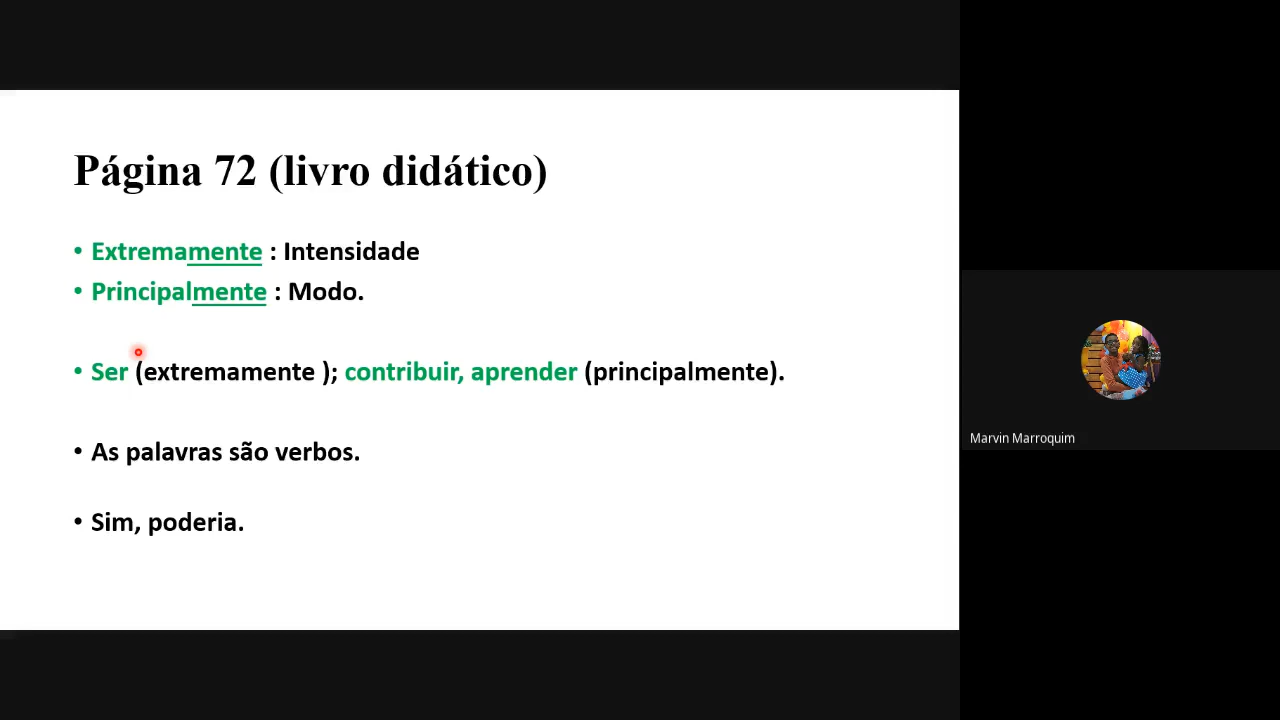 Página 72 (livro didático)
• Extremamente : Intensidade
• Principalmente : Modo.
• Ser (extremamente ); contribuir, aprender (principalmente).
• As palavras são verbos.
• Sim, poderia.
Marvin Marroquim